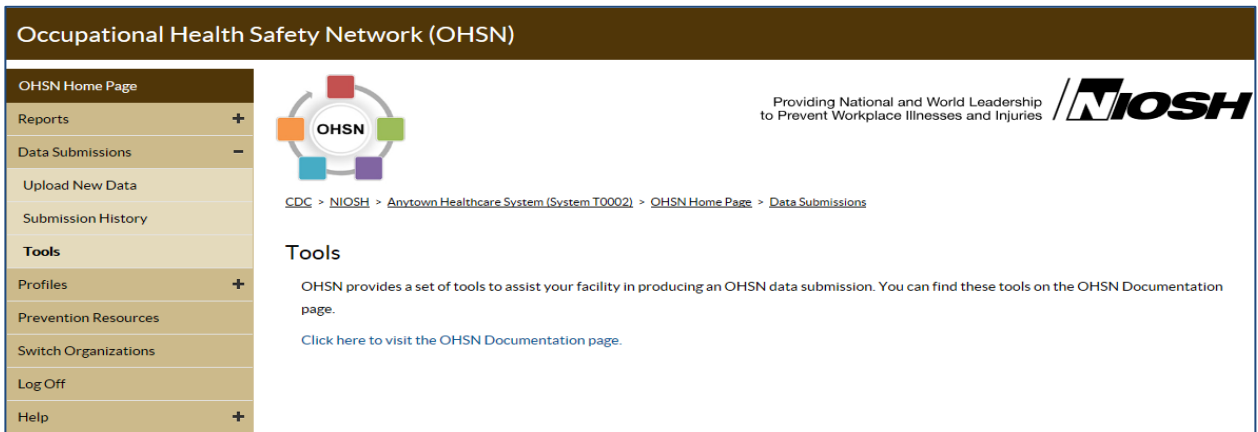 Occupational Health Safety Network (OHSN)
OHSN Home Page
Reports +
Data Submissions -
Upload New Data
Submission History
Tools
Profiles +
Prevention Resources
Switch Organizations
Log Off
Help +
OHSN
Providing National and World Leadership
to Prevent Workplace Illnesses and Injuries
NIOSH
CDC > NIOSH > Anytown Healthcare System (System T0002) > OHSN Home Page > Data Submissions
Tools
OHSN provides a set of tools to assist your facility in producing an OHSN data submission. You can find these tools on the OHSN Documentation
page.
Click here to visit the OHSN Documentation page.